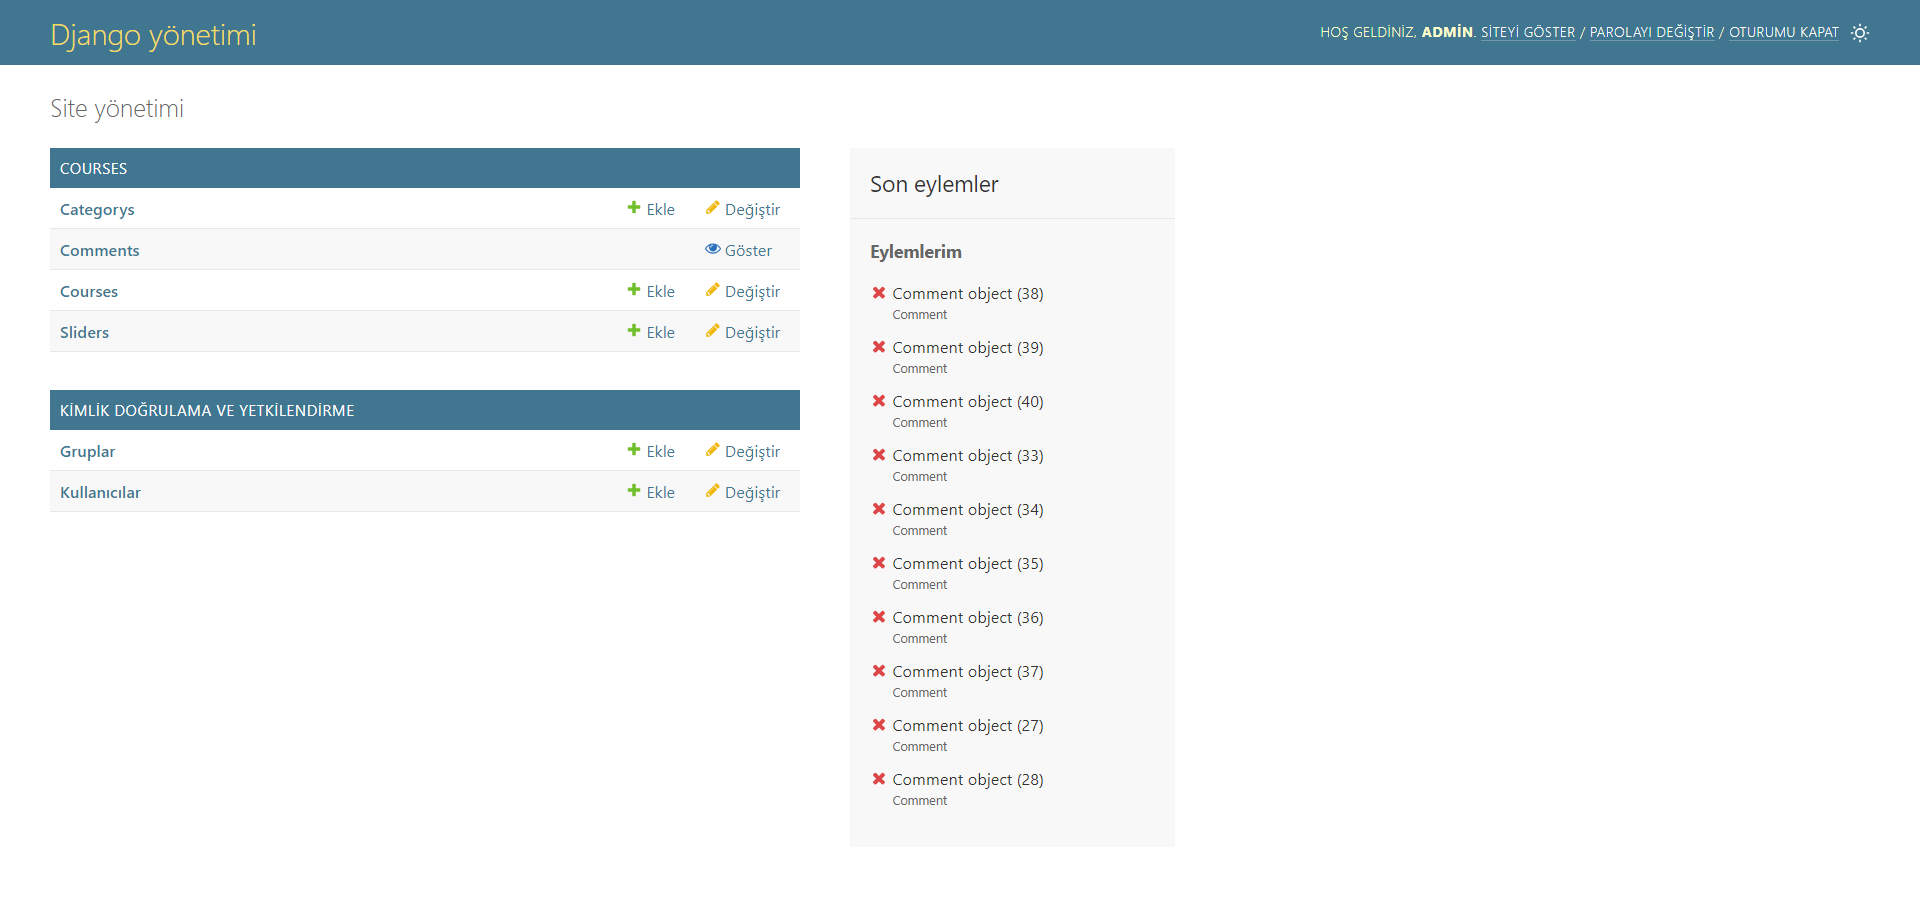 Django yönetimi
HOŞ GELDİNİZ, ADMİN. SİTEYİ GÖSTER / PAROLAYI DEĞİŞTİR / OTURUMU KAPAT
Site yönetimi
COURSES
Categorys Ekle Değiştir
Comments Göster
Courses Ekle Değiştir
Sliders Ekle Değiştir
KİMLİK DOĞRULAMA VE YETKİLENDİRME
Gruplar Ekle Değiştir
Kullanıcılar Ekle Değiştir
Son eylemler
Eylemlerim
Comment object (38)
Comment
Comment object (39)
Comment
Comment object (40)
Comment
Comment object (33)
Comment
Comment object (34)
Comment
Comment object (35)
Comment
Comment object (36)
Comment
Comment object (37)
Comment
Comment object (27)
Comment
Comment object (28)
Comment